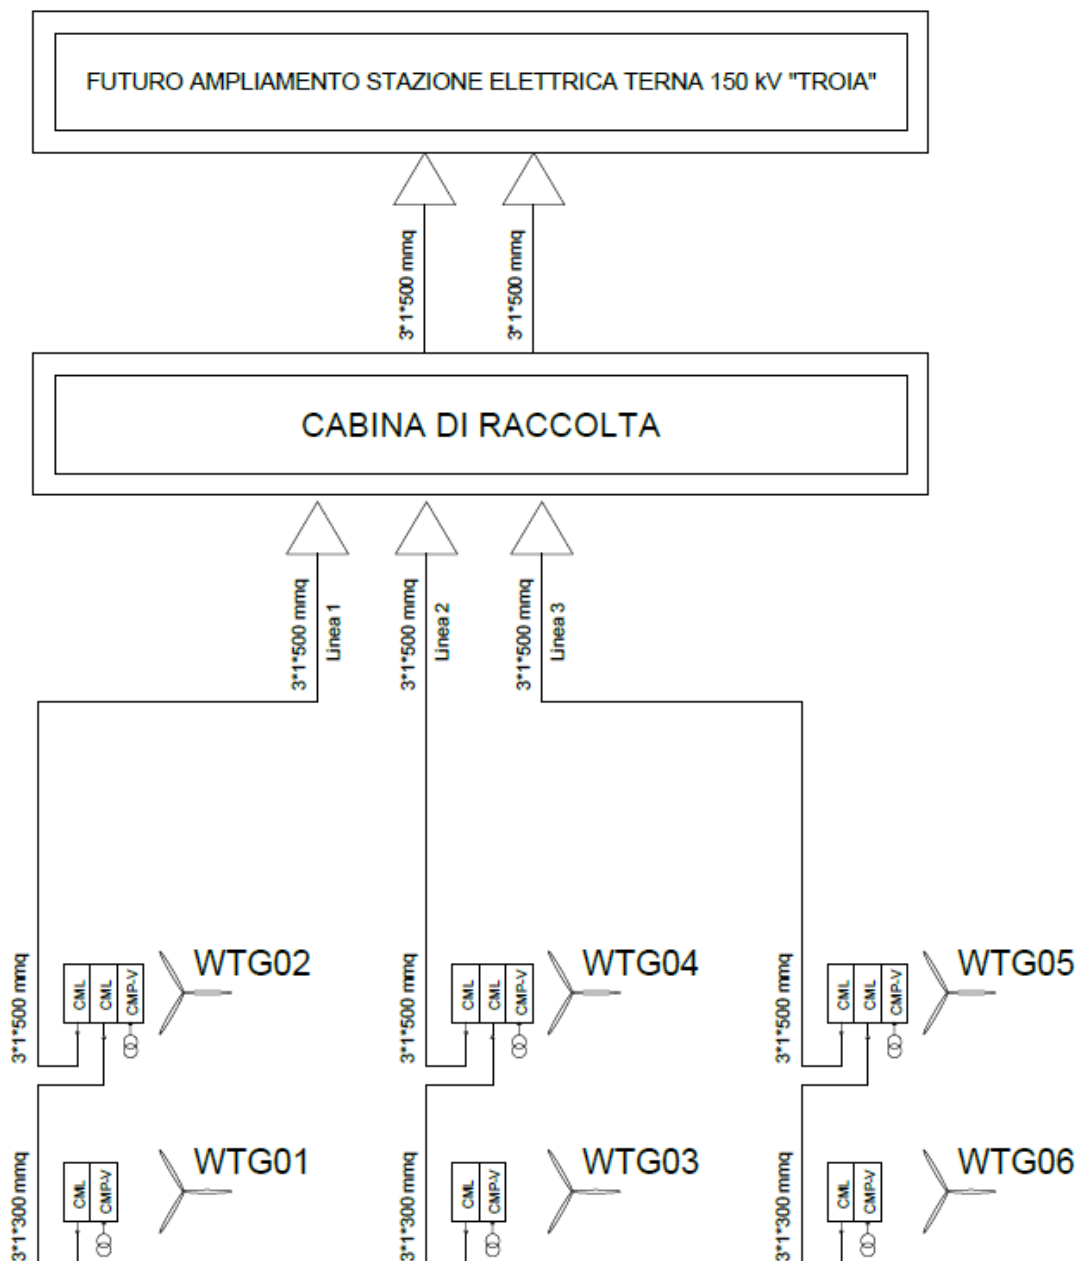 FUTURO AMPLIAMENTO STAZIONE ELETTRICA TERNA 150 kV "TROIA"
3*1*500 mmq
3*1*500 mmq
CABINA DI RACCOLTA
3*1*500 mmq
Linea 1
3*1*500 mmq
Linea 2
3*1*500 mmq
Linea 3
3*1*500 mmq
CML
CML
CMP-V
WTG02
3*1*500 mmq
CML
CML
CMP-V
WTG04
3*1*500 mmq
CML
CML
CMP-V
WTG05
3*1*300 mmq
CML
CMP-V
WTG01
3*1*300 mmq
CML
CMP-V
WTG03
3*1*300 mmq
CML
CMP-V
WTG06